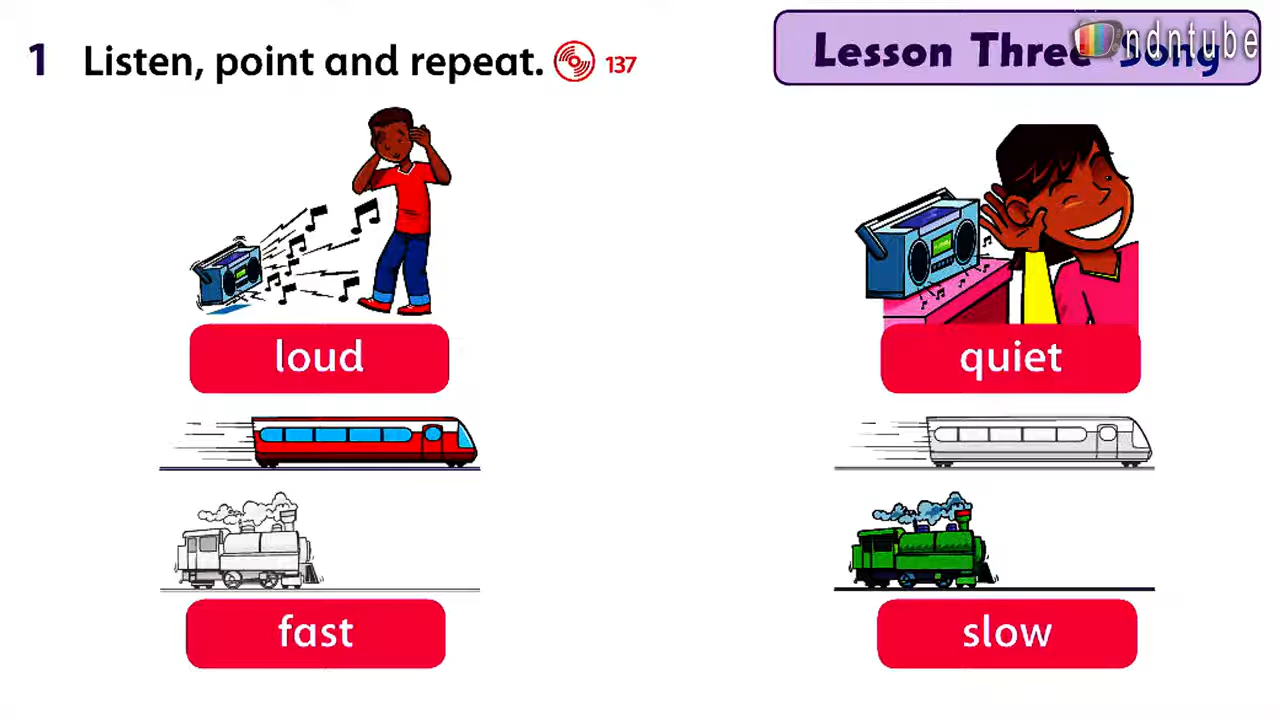 1 Listen, point and repeat. 137
Lesson Three Song
ndntube
loud
quiet
fast
slow